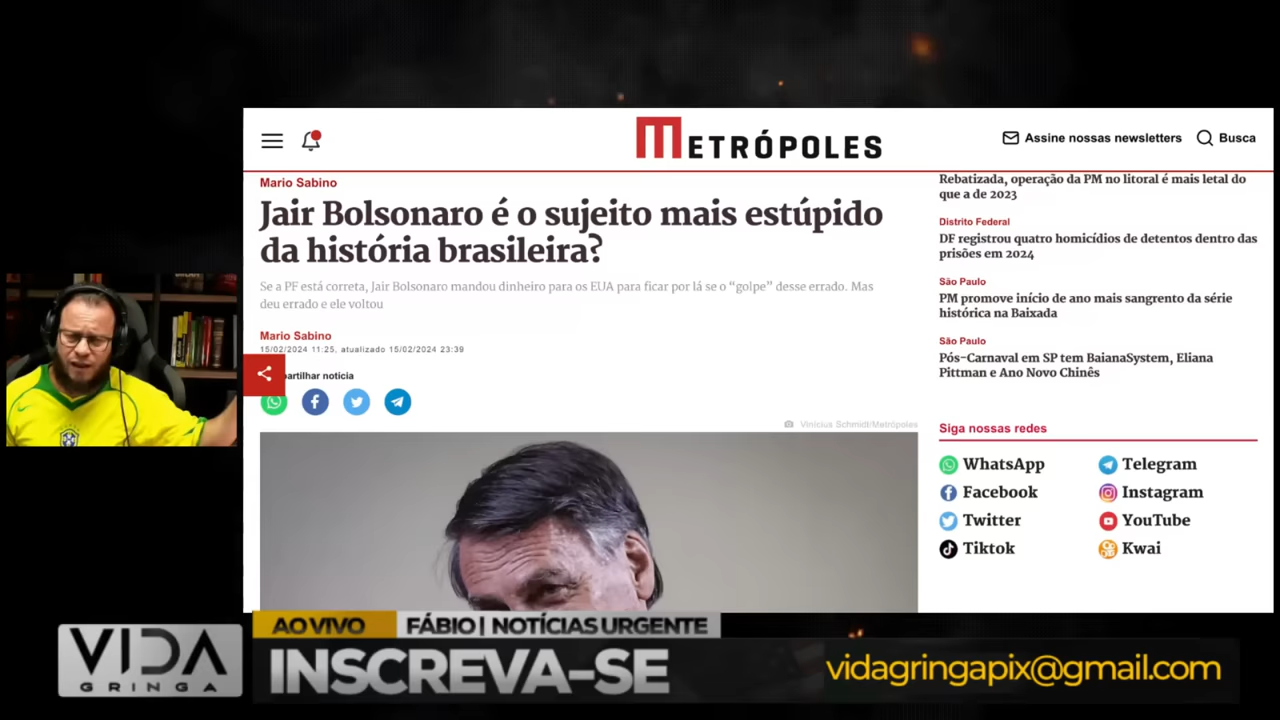 METRÓPOLES
Assine nossas newsletters
Busca
Mario Sabino
Jair Bolsonaro é o sujeito mais estúpido
da história brasileira?
Se a PF está correta, Jair Bolsonaro mandou dinheiro para os EUA para ficar por lá se o “golpe” desse errado. Mas
deu errado e ele voltou
Mario Sabino
15/02/2024 11:25, atualizado 15/02/2024 23:39
partilhar notícia
Vinícius Schmidt/Metrópoles
Rebatizada, operação da PM no litoral é mais letal do
que a de 2023
Distrito Federal
DF registrou quatro homicídios de detentos dentro das
prisões em 2024
São Paulo
PM promove início de ano mais sangrento da série
histórica na Baixada
São Paulo
Pós-Carnaval em SP tem BaianaSystem, Eliana
Pittman e Ano Novo Chinês
Siga nossas redes
WhatsApp
Telegram
Facebook
Instagram
Twitter
YouTube
Tiktok
Kwai
VIDA
GRINGA
AO VIVO
FÁBIO | NOTÍCIAS URGENTE
INSCREVA-SE
vidagringapix@gmail.com